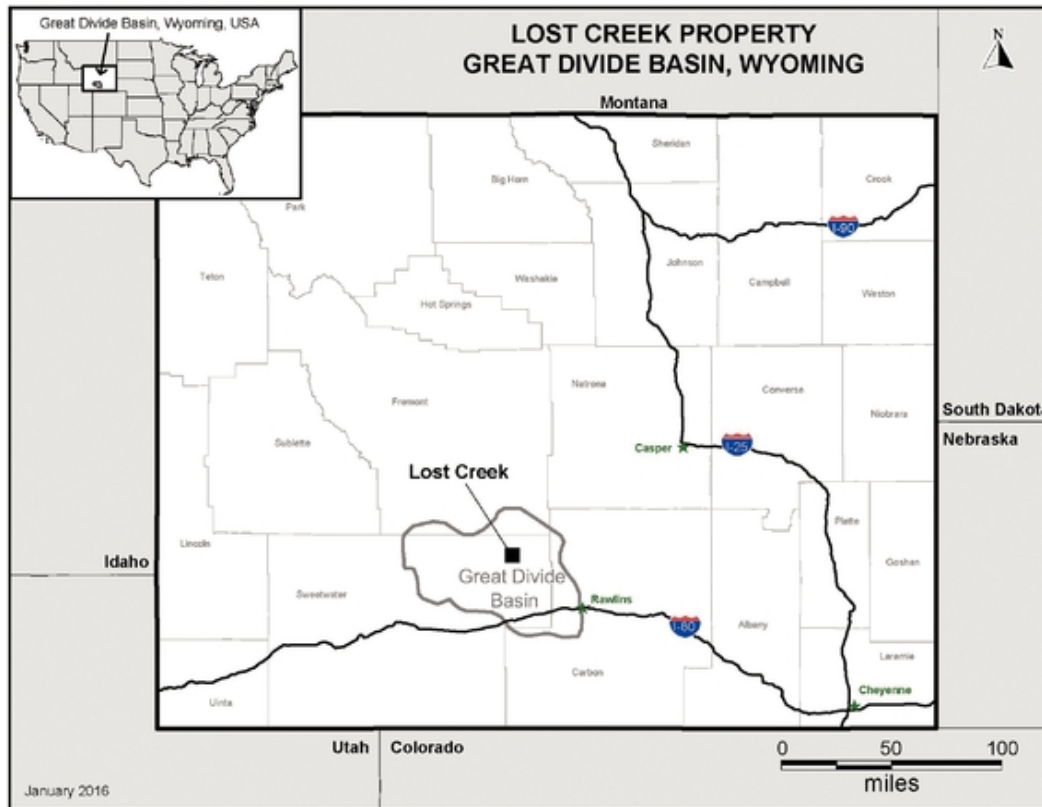 Great Divide Basin, Wyoming, USA
LOST CREEK PROPERTY
GREAT DIVIDE BASIN, WYOMING
N
Montana
Sheridan
Big Horn
Crook
Park
I-90
Teton
Johnson
Washakie
Campbell
Weston
Hot Springs
Natrona
Converse
Fremont
Niobrara
South Dakota
Sublette
Nebraska
Casper
I-25
Lost Creek
Platte
Lincoln
Idaho
Goshen
Great Divide
Basin
Sweetwater
Rawlins
I-80
Albany
Laramie
Carbon
Cheyenne
Uinta
Utah
Colorado
0 50 100
miles
January 2016